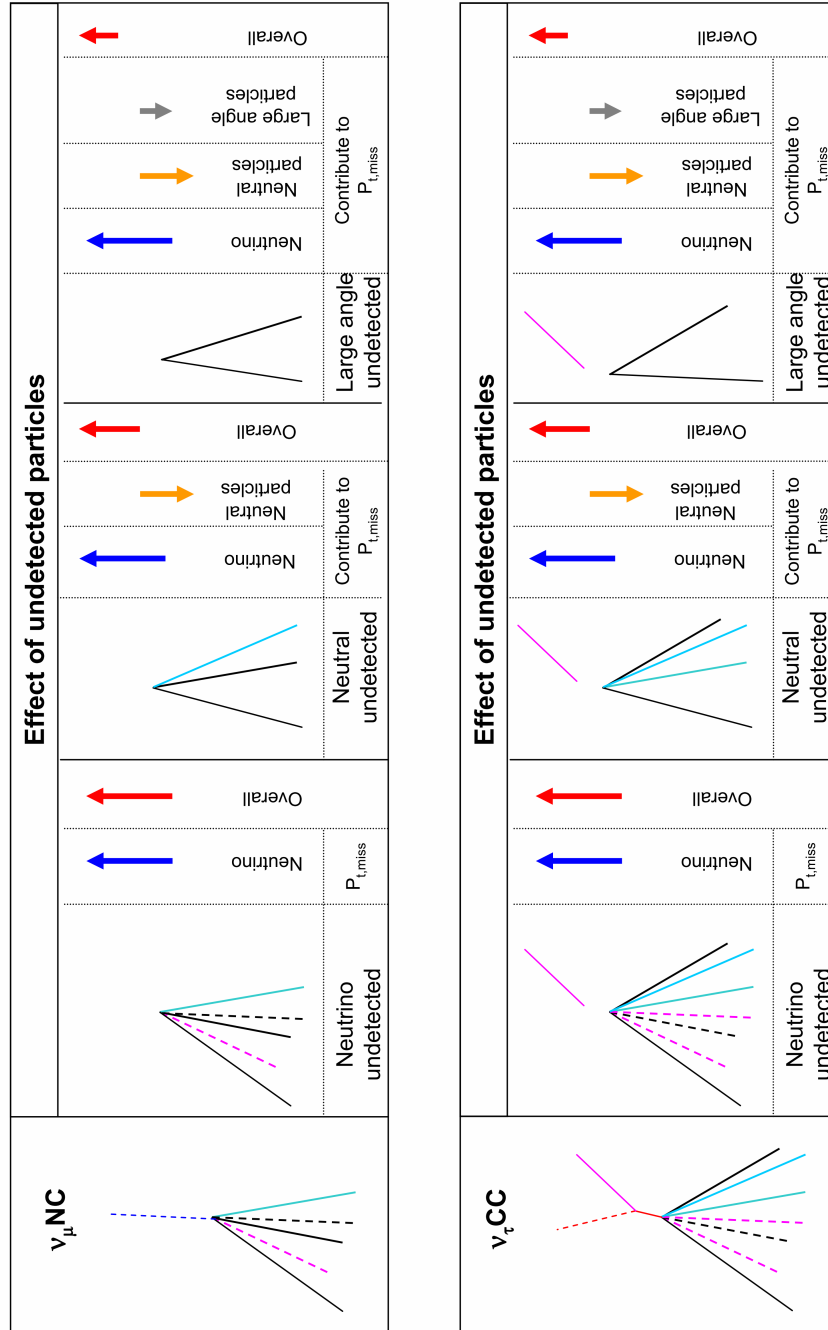 ν_μNC
Effect of undetected particles
Neutrino
undetected
P_t,miss
Neutrino
Overall
Neutral
undetected
Contribute to
P_t,miss
Neutrino
Neutral
particles
Overall
Large angle
undetected
Contribute to
P_t,miss
Neutrino
Neutral
particles
Large angle
particles
Overall
ν_τCC
Effect of undetected particles
Neutrino
undetected
P_t,miss
Neutrino
Overall
Neutral
undetected
Contribute to
P_t,miss
Neutrino
Neutral
particles
Overall
Large angle
undetected
Contribute to
P_t,miss
Neutrino
Neutral
particles
Large angle
particles
Overall